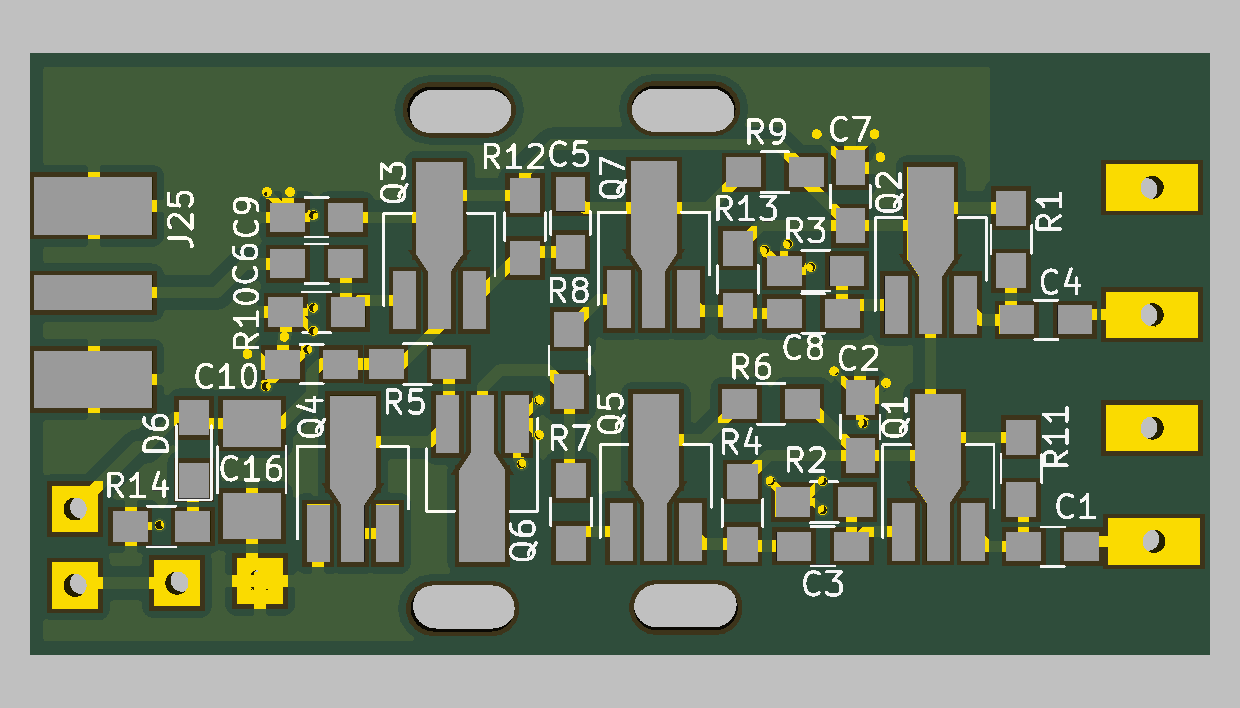 R9 C7
R12 C5
Q3 Q7 Q2
J25 C9 R13 R3 R1
C6 R8 C4
R10
C10 R5 C8 C2
R6
D6 Q4 Q5 Q1 R11
R7 R4 R2
R14 C16 C1
Q6 C3